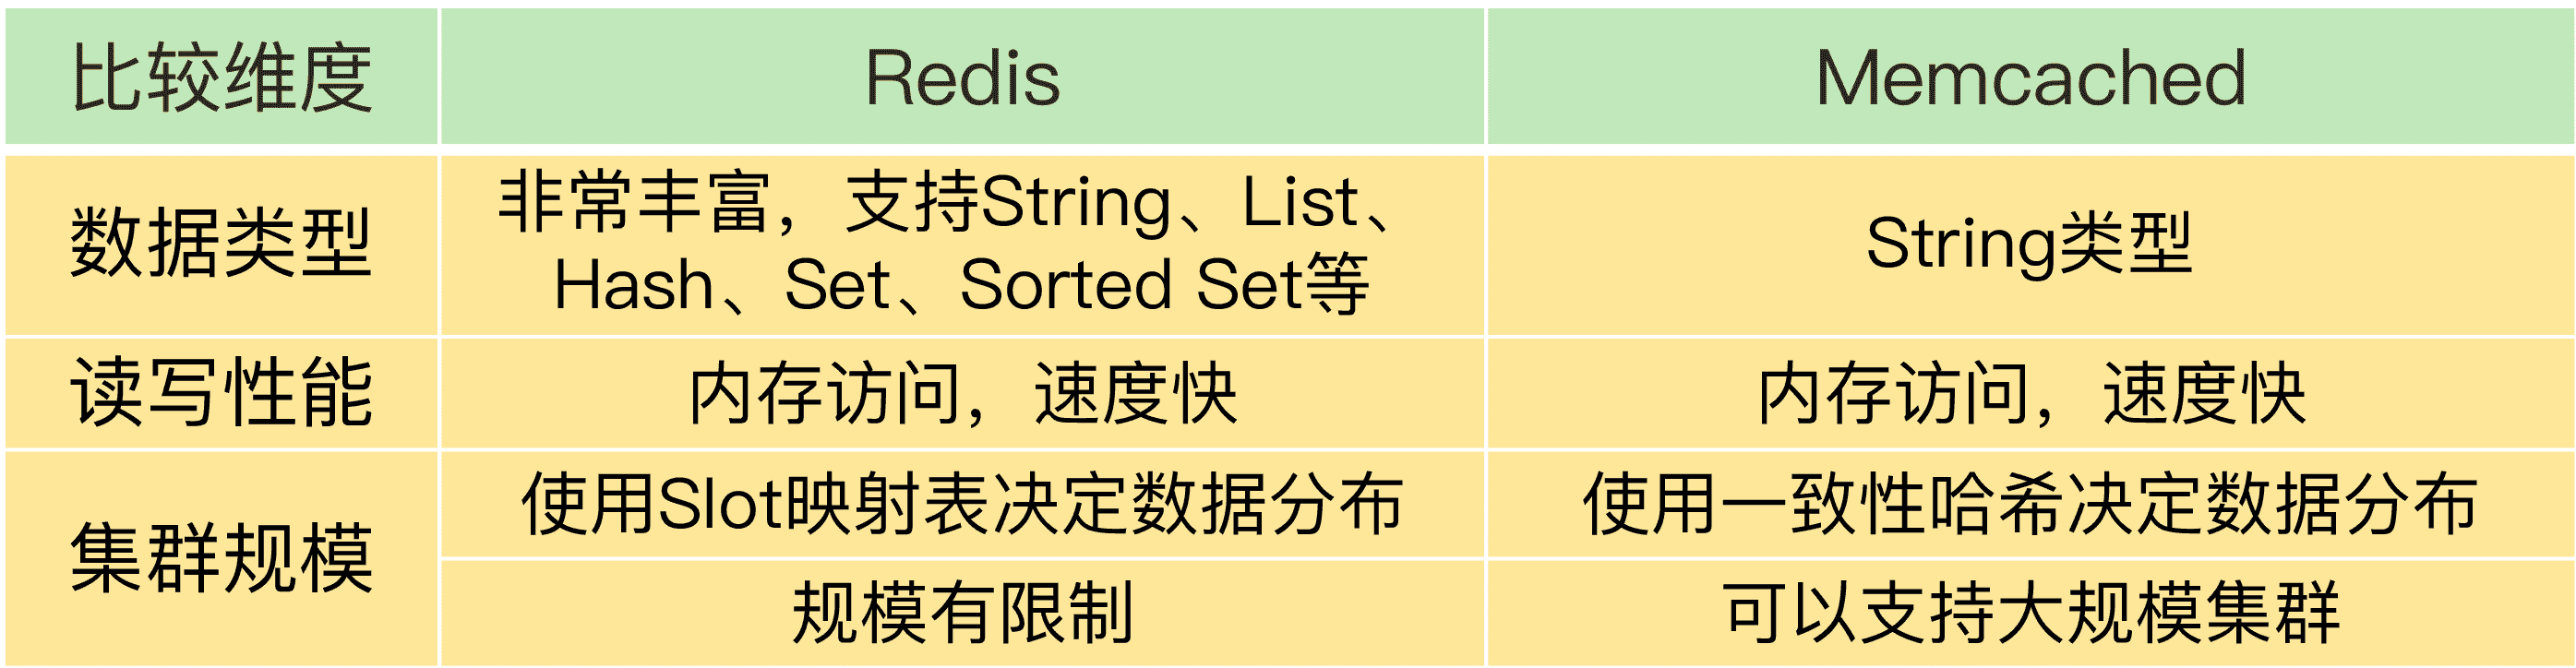 比较维度
Redis
Memcached
数据类型
非常丰富，支持String、List、
Hash、Set、Sorted Set等
String类型
读写性能
内存访问，速度快
内存访问，速度快
集群规模
使用Slot映射表决定数据分布
使用一致性哈希决定数据分布
规模有限制
可以支持大规模集群